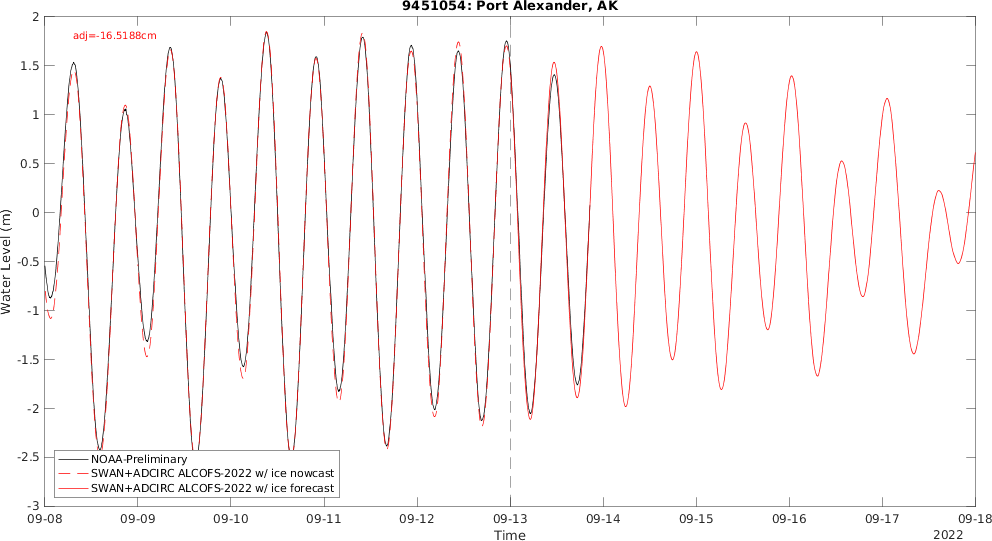 9451054: Port Alexander, AK
adj=-16.5188cm
2
1.5
1
0.5
0
-0.5
-1
-1.5
-2
-2.5
-3
Water Level (m)
NOAA-Preliminary
SWAN+ADCIRC ALCOFS-2022 w/ ice nowcast
SWAN+ADCIRC ALCOFS-2022 w/ ice forecast
09-08 09-09 09-10 09-11 09-12 09-13 09-14 09-15 09-16 09-17 09-18
Time
2022